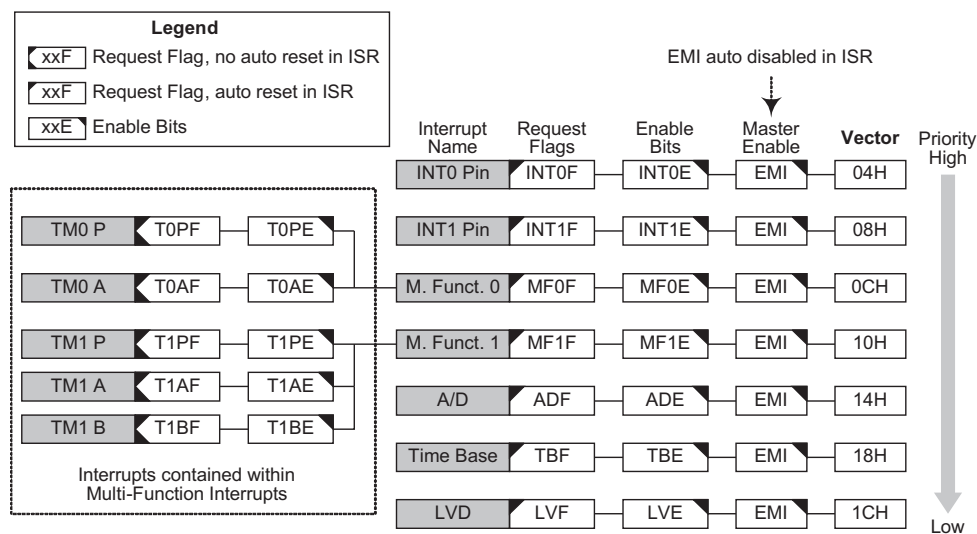 Legend
xxF Request Flag, no auto reset in ISR
xxF Request Flag, auto reset in ISR
xxE Enable Bits
EMI auto disabled in ISR
Interrupt Name Request Flags Enable Bits Master Enable Vector Priority High
INT0 Pin INT0F INT0E EMI 04H
TM0 P T0PF T0PE INT1 Pin INT1F INT1E EMI 08H
TM0 A T0AF T0AE M. Funct. 0 MF0F MF0E EMI 0CH
TM1 P T1PF T1PE M. Funct. 1 MF1F MF1E EMI 10H
TM1 A T1AF T1AE A/D ADF ADE EMI 14H
TM1 B T1BF T1BE
Time Base TBF TBE EMI 18H
Interrupts contained within
Multi-Function Interrupts
LVD LVF LVE EMI 1CH
Low